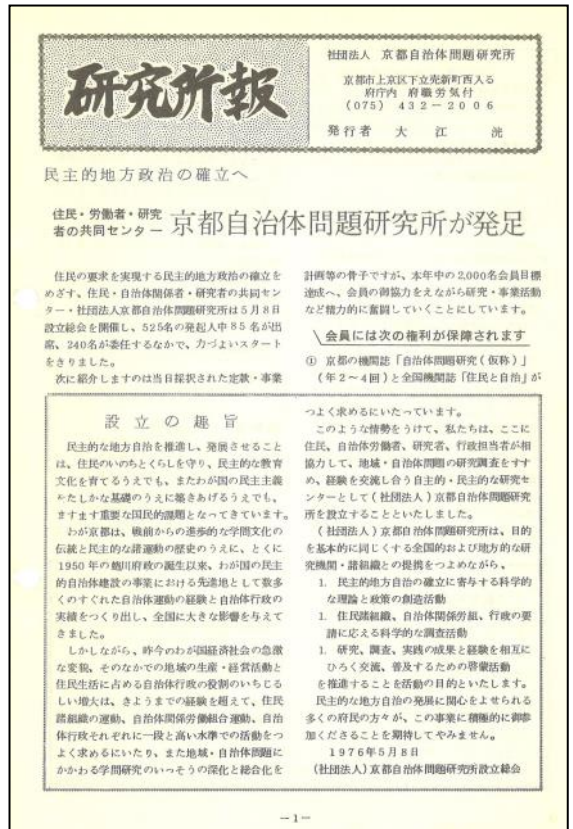 研究所報
社団法人 京都自治体問題研究所
京都市上京区下立売新町西入る
府庁内 府職労気付
(075) 432-2006
発行者 大江 洸
民主的地方政治の確立へ
住民・労働者・研究
者の共同センター
京都自治体問題研究所が発足
住民の要求を実現する民主的地方政治の確立を
めざす、住民・自治体関係者・研究者の共同セン
ター・社団法人京都自治体問題研究所は5月8日
設立総会を開催し、525名の発起人中85名が出
席、240名が委任するなかで、力づよいスタート
をきりました。
次に紹介しますのは当日採択された定款・事業
計画等の骨子ですが、本年中の2,000名会員目標
達成へ、会員の御協力をえながら研究・事業活動
など精力的に奮闘していくことにしています。
会員には次の権利が保障されます
① 京都の機関誌「自治体問題研究(仮称)」
(年2〜4回)と全国機関誌「住民と自治」が
設立の趣旨
民主的な地方自治を推進し、発展させること
は、住民のいのちとくらしを守り、民主的な教育
文化を育てるうえでも、またわが国の民主主義
をたしかな基礎のうえに築きあげるうえでも、
ますます重要な国民的課題となってきています。
わが京都は、戦前からの進歩的な学問文化の
伝統と民主的な諸運動の歴史のうえに、とくに
1950年の蜷川府政の誕生以来、わが国の民主
的自治体建設の事業における先進地として数多
くのすぐれた自治体運動の経験と自治体行政の
実績をつくり出し、全国に大きな影響を与えて
きました。
しかしながら、昨今のわが国経済社会の急激
な変貌、そのなかでの地域の生産・経営活動と
住民生活に占める自治体行政の役割のいちじる
しい増大は、きようまでの経験を超えて、住民
諸組織の運動、自治体関係労働組合運動、自治
体行政それぞれに一段と高い水準での活動をつ
よく求めるにいたり、また地域・自治体問題に
かかわる学問研究のいっそうの深化と総合化を
つよく求めるにいたっています。
このような情勢をうけて、私たちは、ここに
住民、自治体労働者、研究者、行政担当者が相
協力して、地域・自治体問題の研究調査をすす
め、経験を交流し合う自主的・民主的な研究セ
ンターとして(社団法人)京都自治体問題研究
所を設立することといたしました。
(社団法人)京都自治体問題研究所は、目的
を基本的に同じくする全国的および地方的な研
究機関・諸組織との提携をつよめながら、
1. 民主的地方自治の確立に寄与する科学的
な理論と政策の創造活動
1. 住民諸組織、自治体関係労組、行政の要
請に応える科学的な調査活動
1. 研究、調査、実践の成果と経験を相互に
ひろく交流、普及するための啓蒙活動
を推進することを活動の目的といたします。
民主的な地方自治の発展に関心をよせられる
多くの府民の方々が、この事業に積極的に御参
加くださることを期待してやみません。
1976年5月8日
(社団法人)京都自治体問題研究所設立総会
-1-